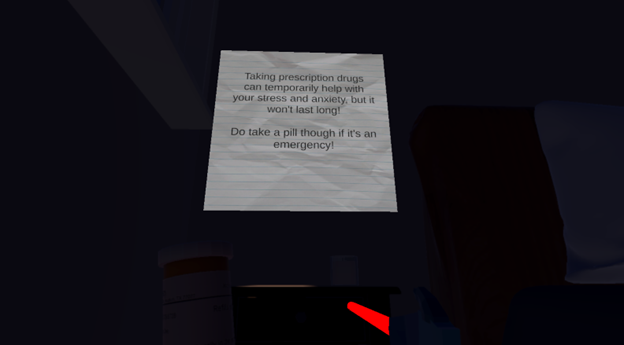 Taking prescription drugs
can temporarily help with
your stress and anxiety, but it
won't last long!
Do take a pill though if it's an
emergency!